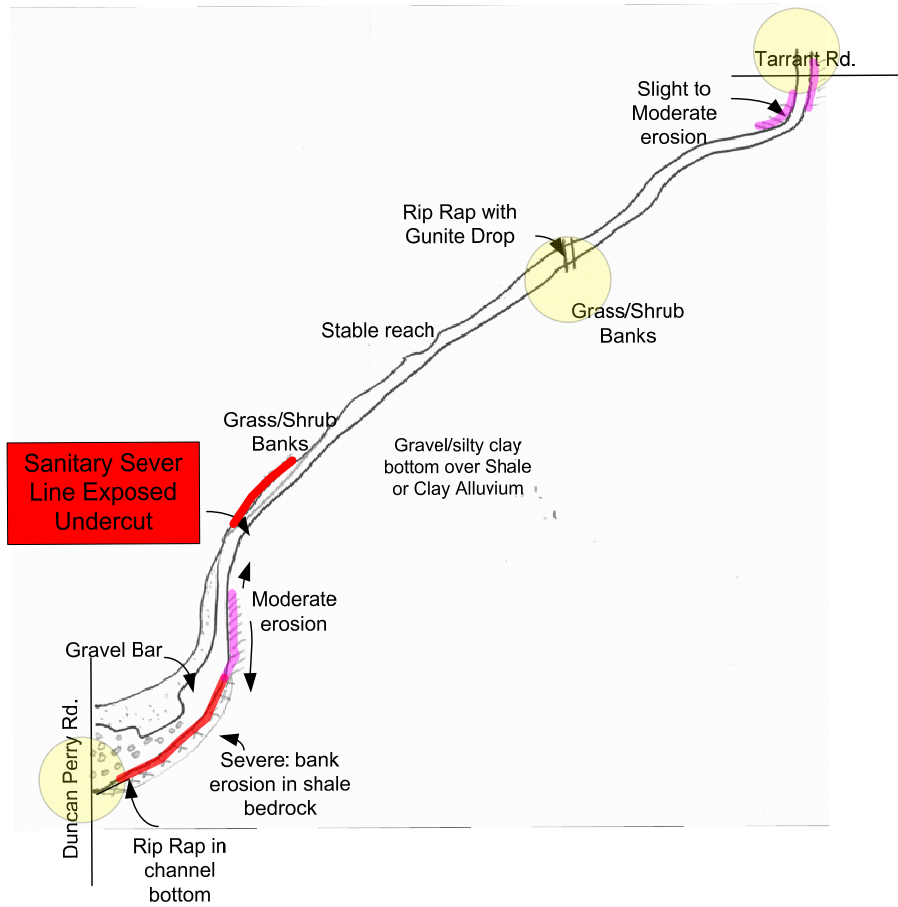 Tarrant Rd.
Slight to
Moderate
erosion
Rip Rap with
Gunite Drop
Grass/Shrub
Banks
Stable reach
Grass/Shrub
Banks
Gravel/silty clay
bottom over Shale
or Clay Alluvium
Sanitary Sever
Line Exposed
Undercut
Moderate
erosion
Gravel Bar
Duncan Perry Rd.
Severe: bank
erosion in shale
bedrock
Rip Rap in
channel
bottom